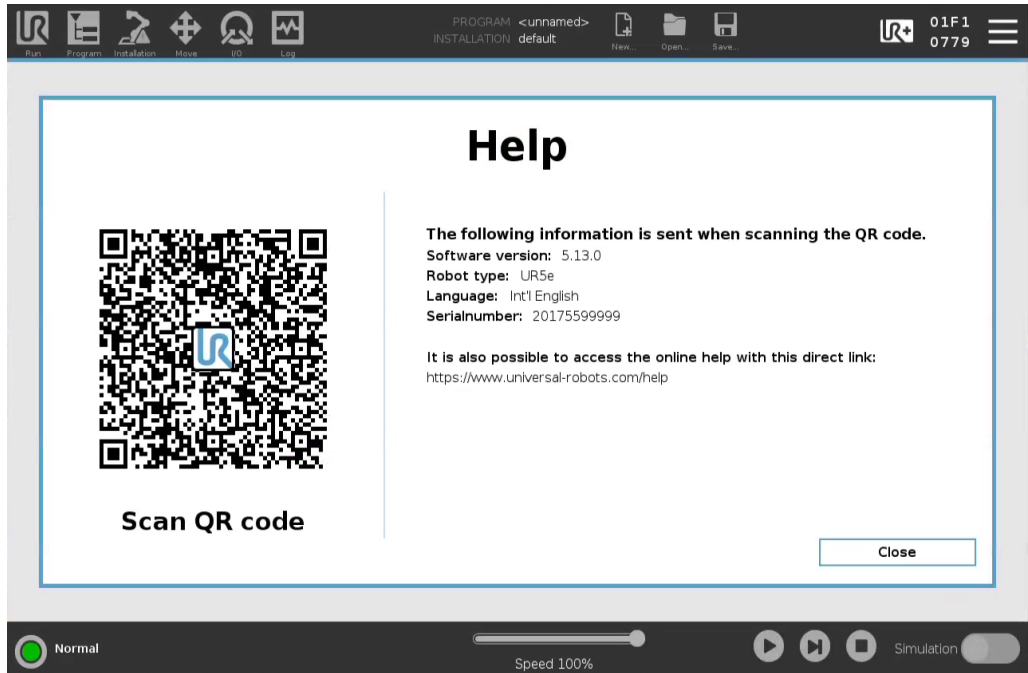 PROGRAM <unnamed>
INSTALLATION default
Run Program Installation Move I/O Log
New... Open... Save...
01F1
0779
Help
The following information is sent when scanning the QR code.
Software version: 5.13.0
Robot type: UR5e
Language: Int'l English
Serialnumber: 20175599999
It is also possible to access the online help with this direct link:
https://www.universal-robots.com/help
Scan QR code
Close
Normal
Speed 100%
Simulation